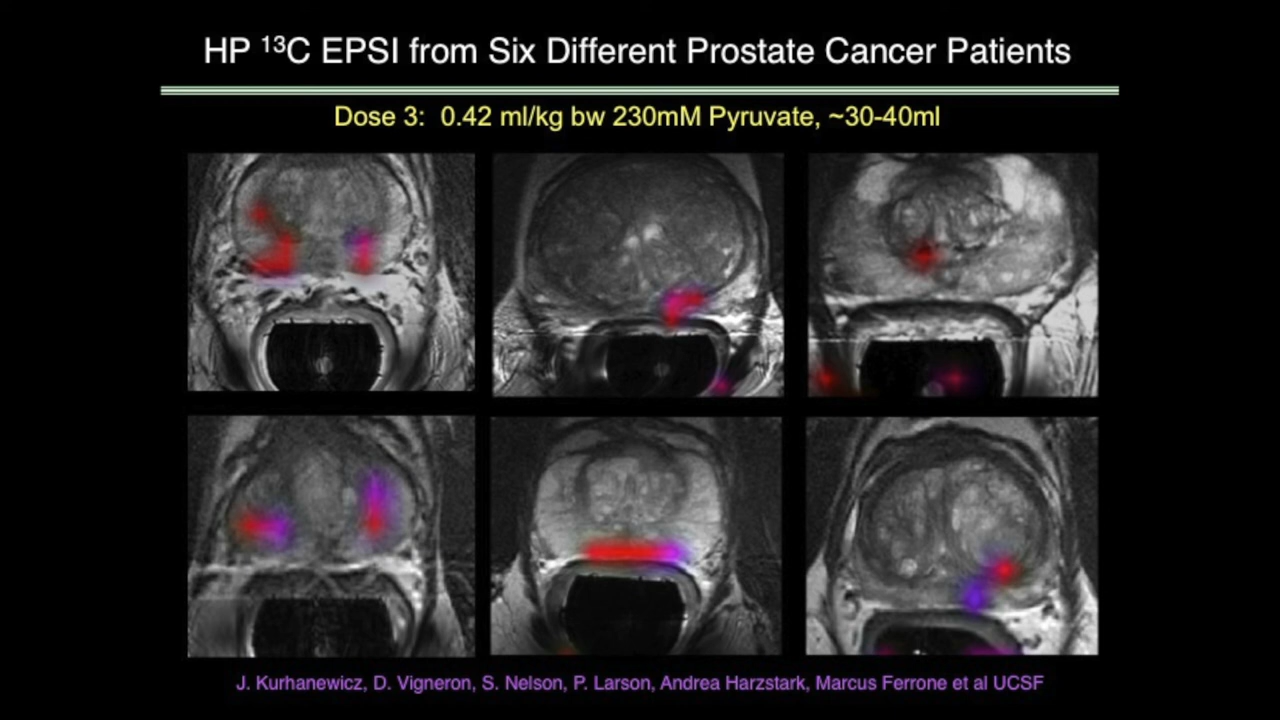 HP ¹³C EPSI from Six Different Prostate Cancer Patients
Dose 3: 0.42 ml/kg bw 230mM Pyruvate, ~30-40ml
J. Kurhanewicz, D. Vigneron, S. Nelson, P. Larson, Andrea Harzstark, Marcus Ferrone et al UCSF